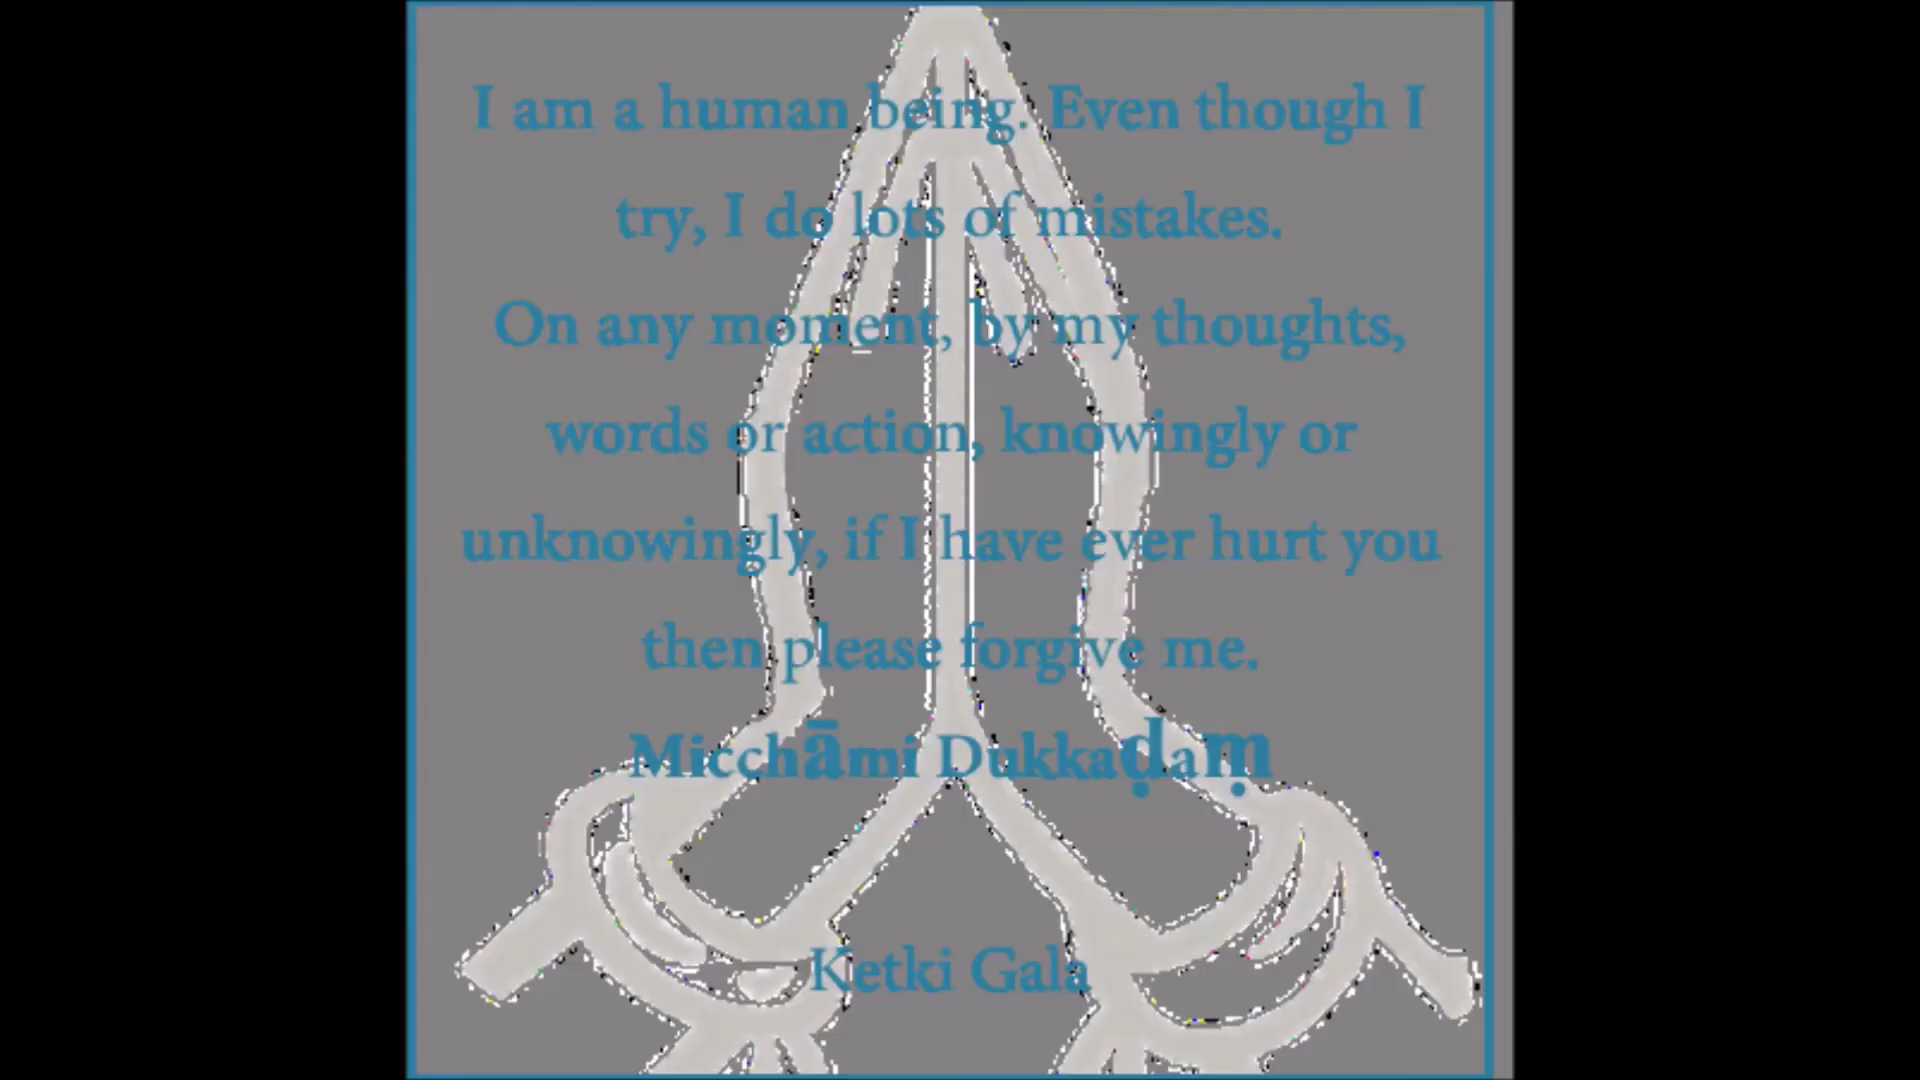 I am a human being. Even though I
try, I do lots of mistakes.
On any moment, by my thoughts,
words or action, knowingly or
unknowingly, if I have ever hurt you
then please forgive me.
Micchāmi Dukkaḍaṃ
Ketki Gala